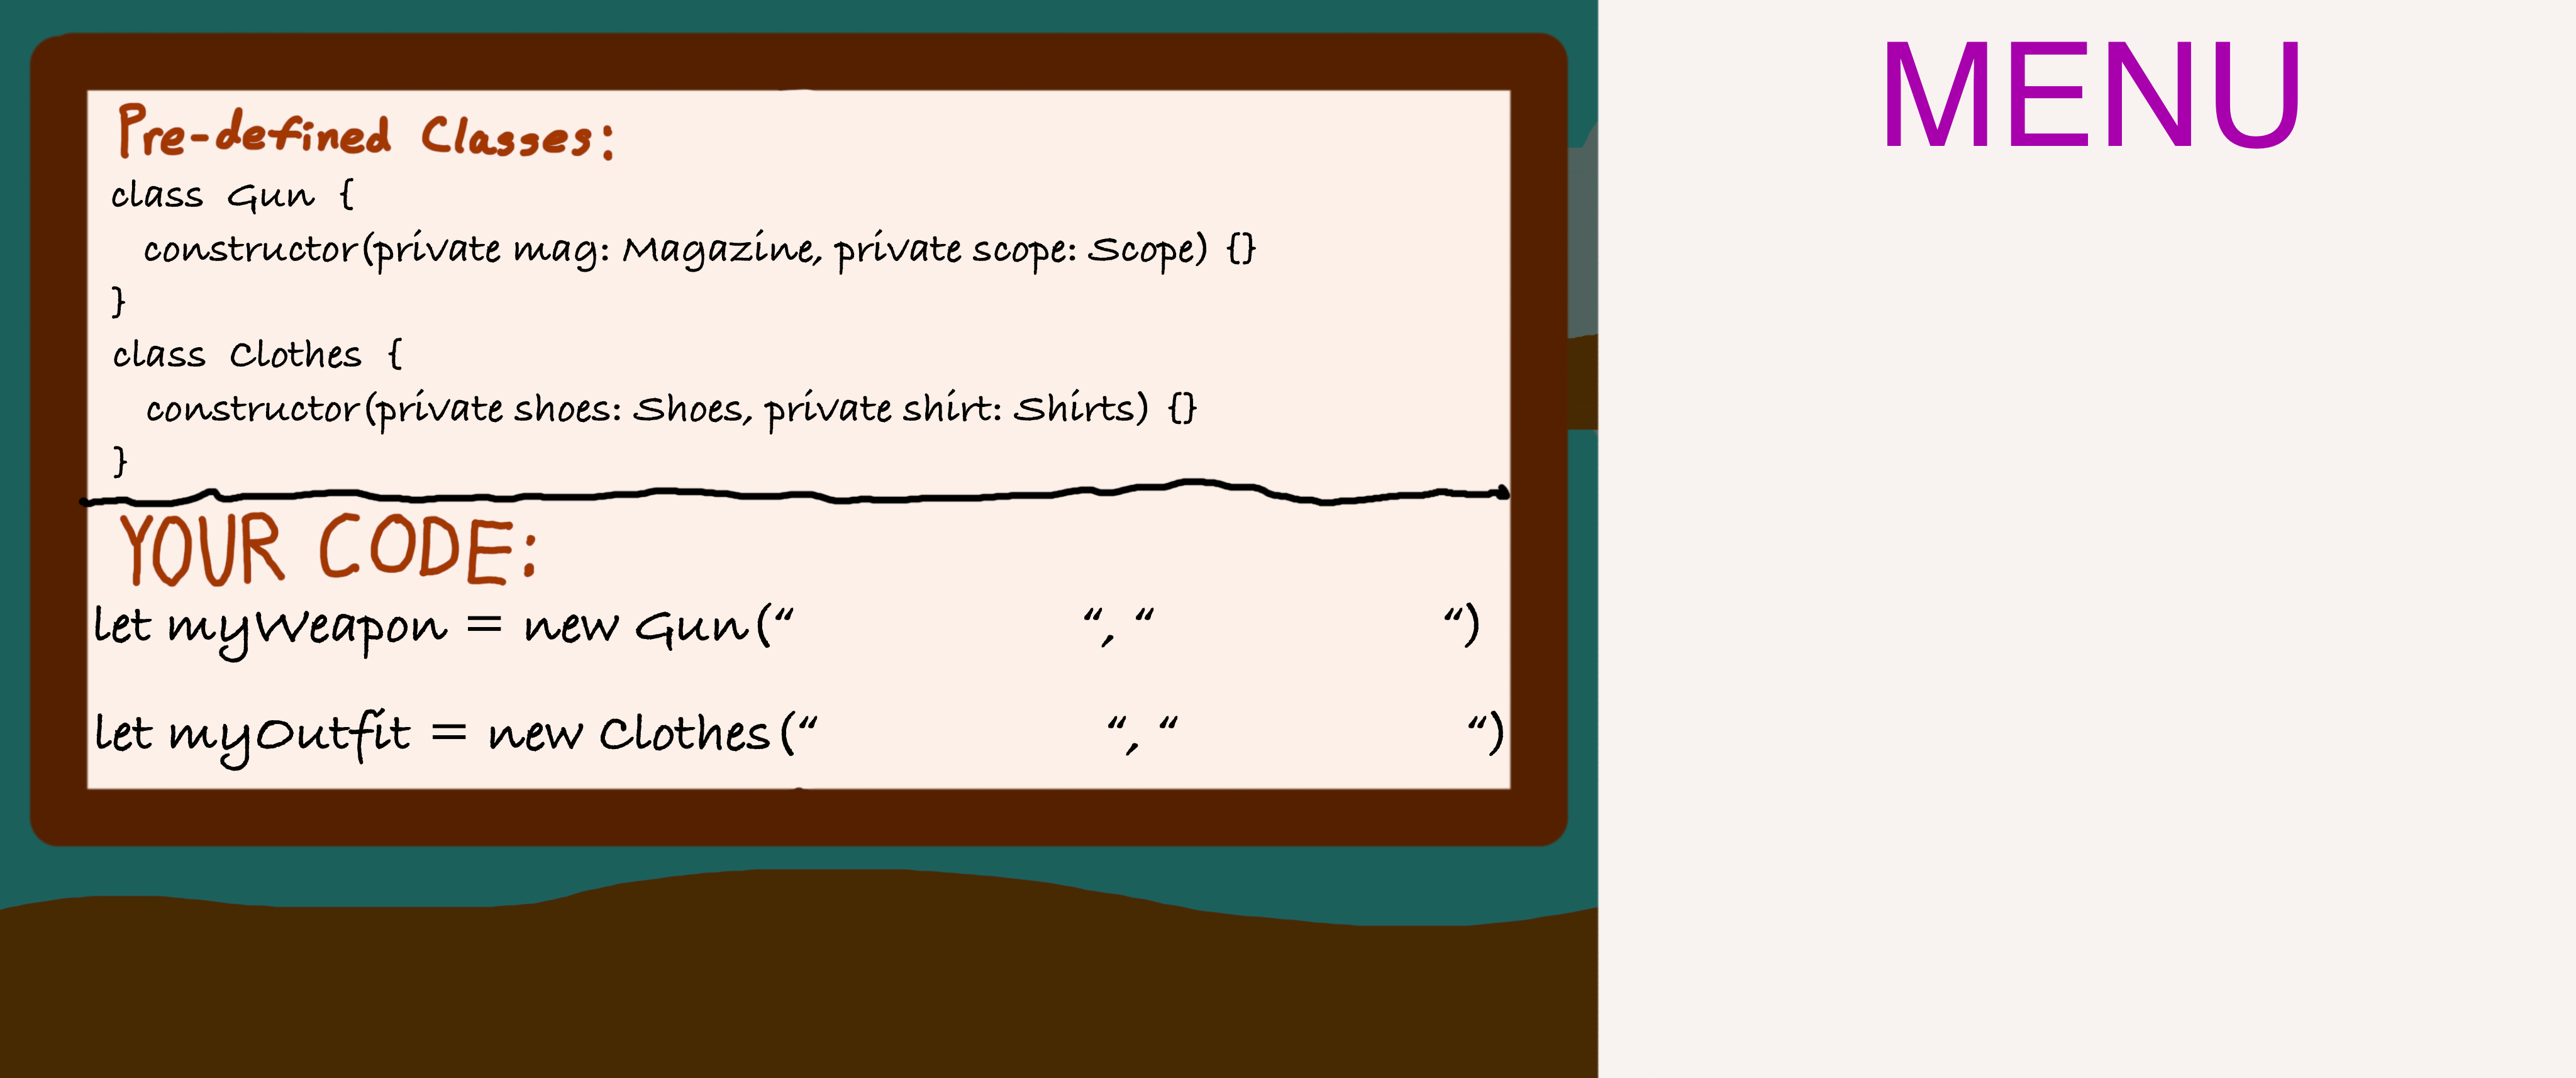 Pre-defined Classes:
class Gun {
constructor(private mag: Magazine, private scope: Scope) {}
}
class Clothes {
constructor(private shoes: Shoes, private shirt: Shirts) {}
}
YOUR CODE:
let myWeapon = new Gun(“ “, “ “)
let myOutfit = new Clothes(“ “, “ “)
MENU